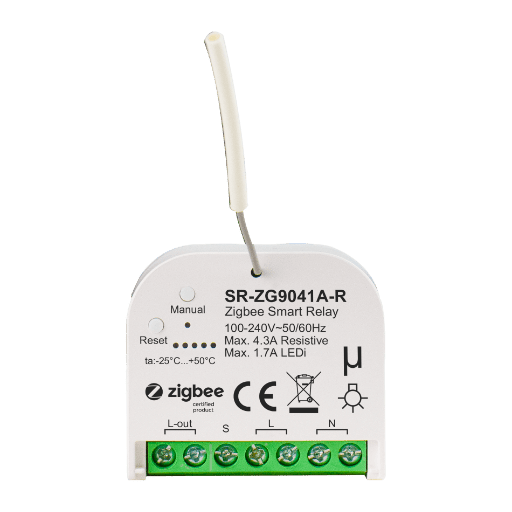 SR-ZG9041A-R
Zigbee Smart Relay
100-240V~50/60Hz
Max. 4.3A Resistive
Max. 1.7A LEDi
Manual
Reset
ta:-25°C...+50°C
µ
zigbee
certified
product
CE
L-out S L N